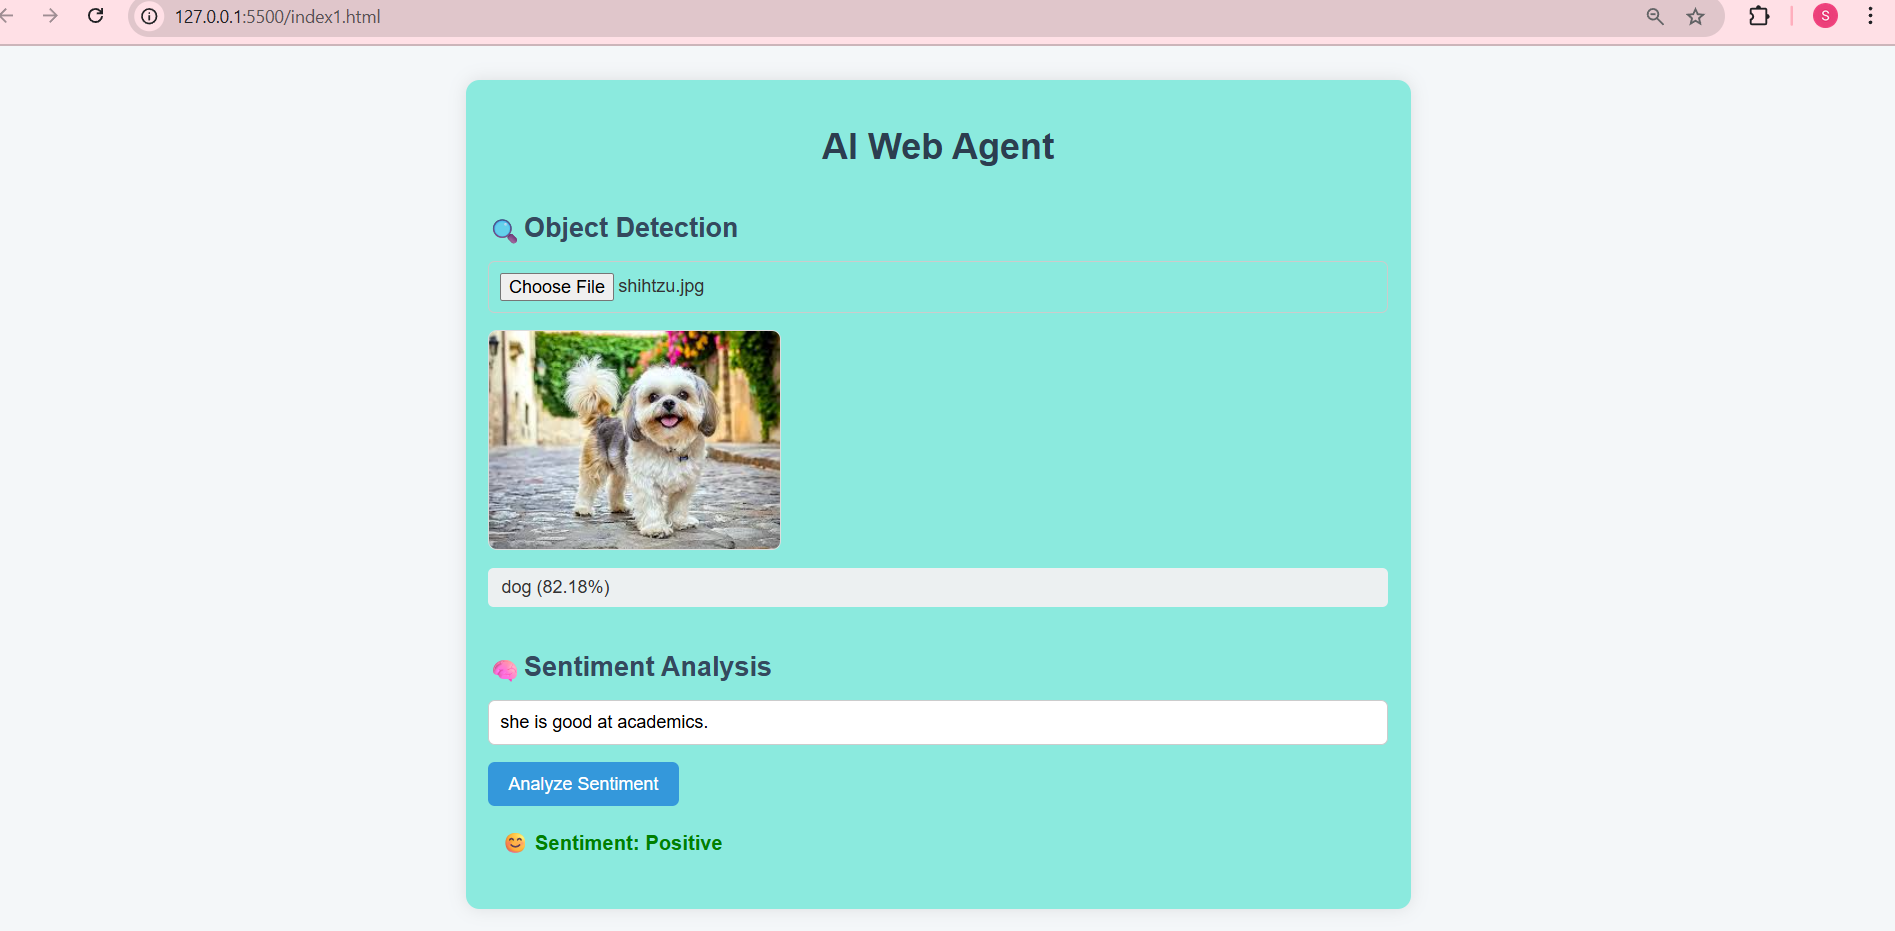 127.0.0.1:5500/index1.html
S
AI Web Agent
🔍 Object Detection
Choose File shihtzu.jpg
dog (82.18%)
🧠 Sentiment Analysis
she is good at academics.
Analyze Sentiment
😊 Sentiment: Positive